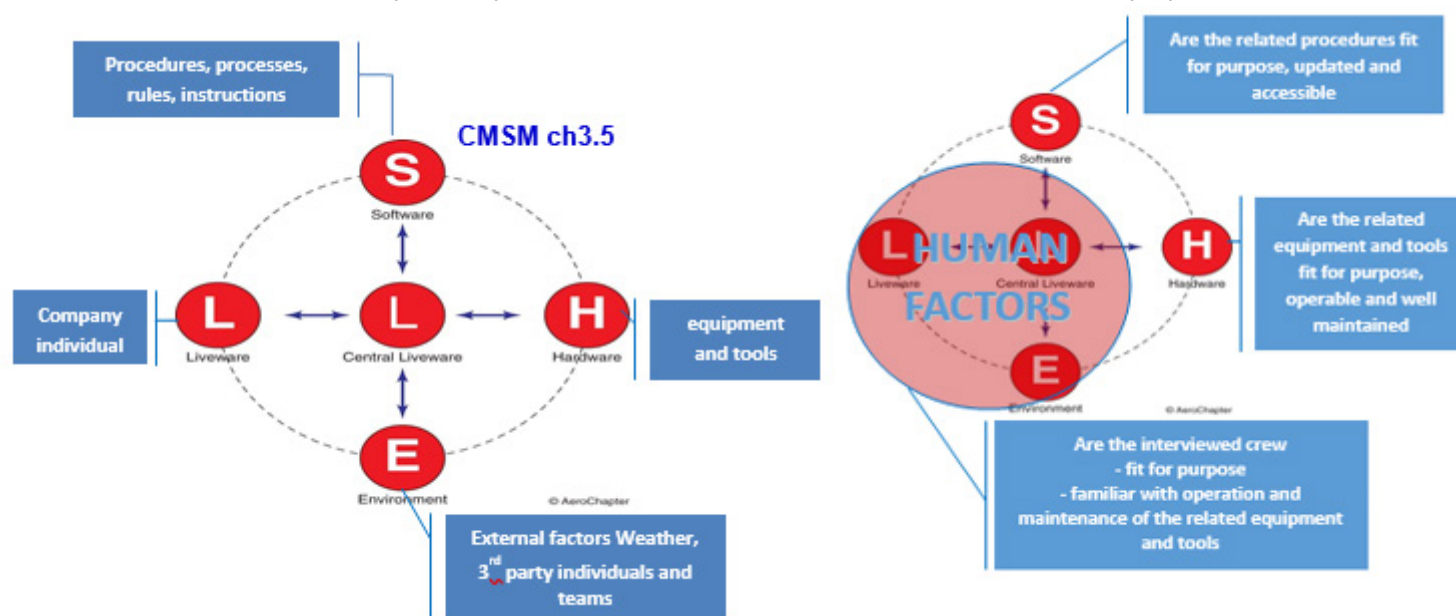 Procedures, processes,
rules, instructions
CMSM ch3.5
S
Software
Company
individual
L
Liveware
L
Central Liveware
H
Hardware
equipment
and tools
E
Environment
© AeroChapter
External factors Weather,
3rd party individuals and
teams
Are the related procedures fit
for purpose, updated and
accessible
S
Software
L
Liveware
HUMAN
FACTORS
L
Central Liveware
H
Hardware
Are the related
equipment and tools
fit for purpose,
operable and well
maintained
E
Environment
© AeroChapter
Are the interviewed crew
- fit for purpose
- familiar with operation and
maintenance of the related equipment
and tools